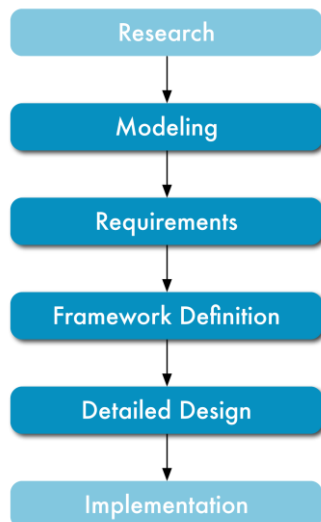 Research
Modeling
Requirements
Framework Definition
Detailed Design
Implementation